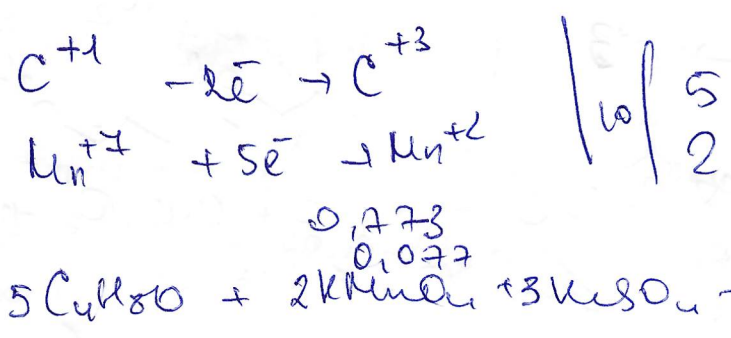 C⁺¹ −2ē → C⁺³ | 10 | 5
Mn⁺⁷ + 5ē → Mn⁺² | | 2
0,773
0,077
5C₄H₈O + 2KMnO₄ + 3H₂SO₄ -